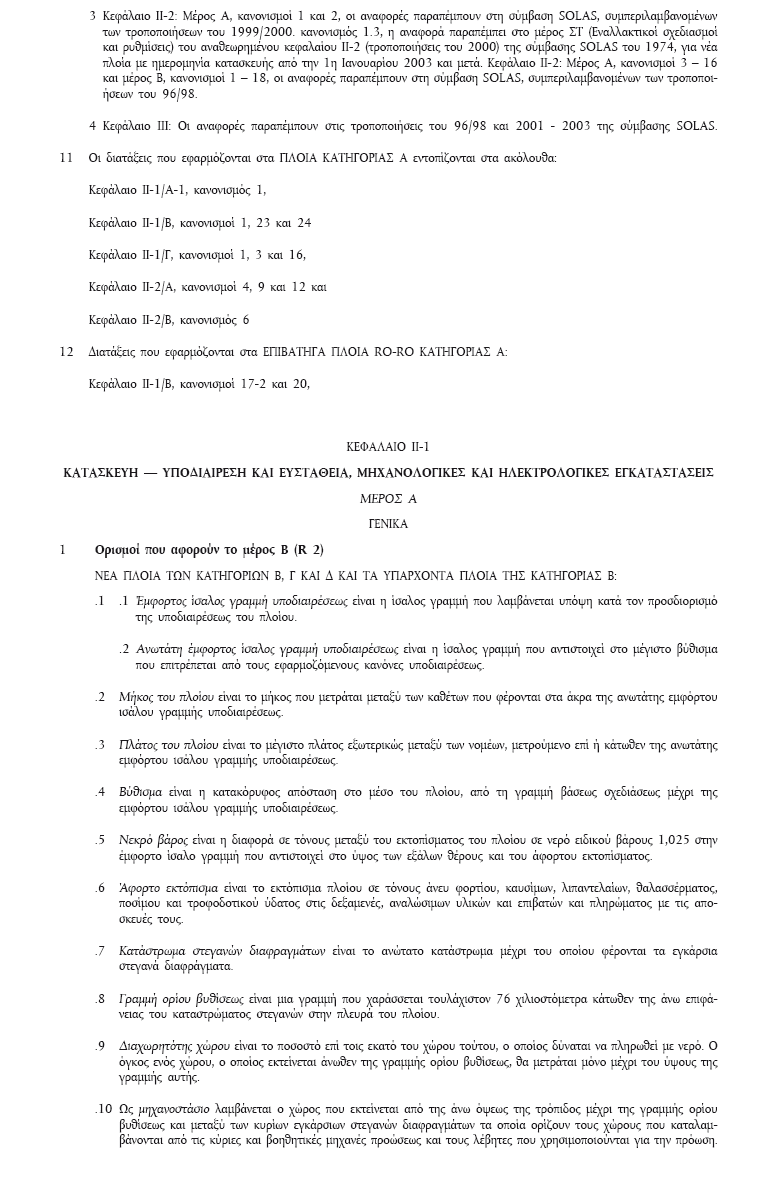 3 Κεφάλαιο II-2: Μέρος Α, κανονισμοί 1 και 2, οι αναφορές παραπέμπουν στη σύμβαση SOLAS, συμπεριλαμβανομένων
των τροποποιήσεων του 1999/2000. κανονισμός 1.3, η αναφορά παραπέμπει στο μέρος ΣΤ (Εναλλακτικοί σχεδιασμοί
και ρυθμίσεις) του αναθεωρημένου κεφαλαίου II-2 (τροποποιήσεις του 2000) της σύμβασης SOLAS του 1974, για νέα
πλοία με ημερομηνία κατασκευής από την 1η Ιανουαρίου 2003 και μετά. Κεφάλαιο II-2: Μέρος Α, κανονισμοί 3 – 16
και μέρος Β, κανονισμοί 1 – 18, οι αναφορές παραπέμπουν στη σύμβαση SOLAS, συμπεριλαμβανομένων των τροποποι-
ήσεων του 96/98.
4 Κεφάλαιο III: Οι αναφορές παραπέμπουν στις τροποποιήσεις του 96/98 και 2001 - 2003 της σύμβασης SOLAS.
11 Οι διατάξεις που εφαρμόζονται στα ΠΛΟΙΑ ΚΑΤΗΓΟΡΙΑΣ Α εντοπίζονται στα ακόλουθα:
Κεφάλαιο II-1/Α-1, κανονισμός 1,
Κεφάλαιο II-1/Β, κανονισμοί 1, 23 και 24
Κεφάλαιο II-1/Γ, κανονισμοί 1, 3 και 16,
Κεφάλαιο II-2/Α, κανονισμοί 4, 9 και 12 και
Κεφάλαιο II-2/Β, κανονισμός 6
12 Διατάξεις που εφαρμόζονται στα ΕΠΙΒΑΤΗΓΑ ΠΛΟΙΑ RO-RO ΚΑΤΗΓΟΡΙΑΣ Α:
Κεφάλαιο II-1/Β, κανονισμοί 17-2 και 20,
ΚΕΦΑΛΑΙΟ II-1
ΚΑΤΑΣΚΕΥΗ — ΥΠΟΔΙΑΙΡΕΣΗ ΚΑΙ ΕΥΣΤΑΘΕΙΑ, ΜΗΧΑΝΟΛΟΓΙΚΕΣ ΚΑΙ ΗΛΕΚΤΡΟΛΟΓΙΚΕΣ ΕΓΚΑΤΑΣΤΑΣΕΙΣ
ΜΕΡΟΣ Α
ΓΕΝΙΚΑ
1 Ορισμοί που αφορούν το μέρος Β (R 2)
ΝΕΑ ΠΛΟΙΑ ΤΩΝ ΚΑΤΗΓΟΡΙΩΝ Β, Γ ΚΑΙ Δ ΚΑΙ ΤΑ ΥΠΑΡΧΟΝΤΑ ΠΛΟΙΑ ΤΗΣ ΚΑΤΗΓΟΡΙΑΣ Β:
.1 .1 Έμφορτος ίσαλος γραμμή υποδιαιρέσεως είναι η ίσαλος γραμμή που λαμβάνεται υπόψη κατά τον προσδιορισμό
της υποδιαιρέσεως του πλοίου.
.2 Ανωτάτη έμφορτος ίσαλος γραμμή υποδιαιρέσεως είναι η ίσαλος γραμμή που αντιστοιχεί στο μέγιστο βύθισμα
που επιτρέπεται από τους εφαρμοζόμενους κανόνες υποδιαιρέσεως.
.2 Μήκος του πλοίου είναι το μήκος που μετράται μεταξύ των καθέτων που φέρονται στα άκρα της ανωτάτης εμφόρτου
ισάλου γραμμής υποδιαιρέσεως.
.3 Πλάτος του πλοίου είναι το μέγιστο πλάτος εξωτερικώς μεταξύ των νομέων, μετρούμενο επί ή κάτωθεν της ανωτάτης
εμφόρτου ισάλου γραμμής υποδιαιρέσεως.
.4 Βύθισμα είναι η κατακόρυφος απόσταση στο μέσο του πλοίου, από τη γραμμή βάσεως σχεδιάσεως μέχρι της
εμφόρτου ισάλου γραμμής υποδιαιρέσεως.
.5 Νεκρό βάρος είναι η διαφορά σε τόνους μεταξύ του εκτοπίσματος του πλοίου σε νερό ειδικού βάρους 1,025 στην
έμφορτο ίσαλο γραμμή που αντιστοιχεί στο ύψος των εξάλων θέρους και του άφορτου εκτοπίσματος.
.6 Άφορτο εκτόπισμα είναι το εκτόπισμα πλοίου σε τόνους άνευ φορτίου, καυσίμων, λιπαντελαίων, θαλασσέρματος,
ποσίμου και τροφοδοτικού ύδατος στις δεξαμενές, αναλώσιμων υλικών και επιβατών και πληρώματος με τις απο-
σκευές τους.
.7 Κατάστρωμα στεγανών διαφραγμάτων είναι το ανώτατο κατάστρωμα μέχρι του οποίου φέρονται τα εγκάρσια
στεγανά διαφράγματα.
.8 Γραμμή ορίου βυθίσεως είναι μια γραμμή που χαράσσεται τουλάχιστον 76 χιλιοστόμετρα κάτωθεν της άνω επιφά-
νειας του καταστρώματος στεγανών στην πλευρά του πλοίου.
.9 Διαχωρητότης χώρου είναι το ποσοστό επί τοις εκατό του χώρου τούτου, ο οποίος δύναται να πληρωθεί με νερό. Ο
όγκος ενός χώρου, ο οποίος εκτείνεται άνωθεν της γραμμής ορίου βυθίσεως, θα μετράται μόνο μέχρι του ύψους της
γραμμής αυτής.
.10 Ως μηχανοστάσιο λαμβάνεται ο χώρος που εκτείνεται από της άνω όψεως της τρόπιδος μέχρι της γραμμής ορίου
βυθίσεως και μεταξύ των κυρίων εγκάρσιων στεγανών διαφραγμάτων τα οποία ορίζουν τους χώρους που καταλαμ-
βάνονται από τις κύριες και βοηθητικές μηχανές προώσεως και τους λέβητες που χρησιμοποιούνται για την πρόωση.